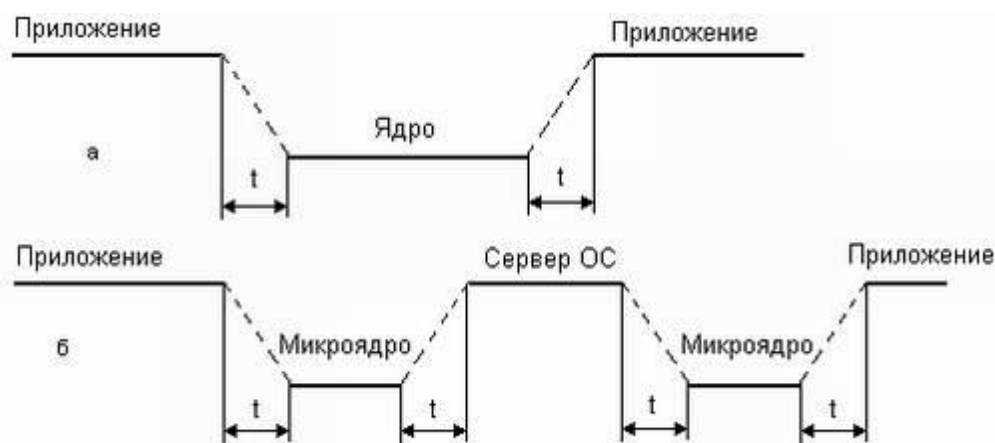 Приложение
Приложение
Ядро
а
t
t
Приложение
Сервер ОС
Приложение
б
Микроядро
Микроядро
t
t
t
t